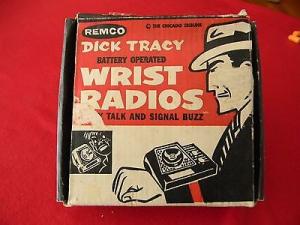 REMCO
© THE CHICAGO TRIBUNE
DICK TRACY
BATTERY OPERATED
WRIST
RADIOS
TALK AND SIGNAL BUZZ